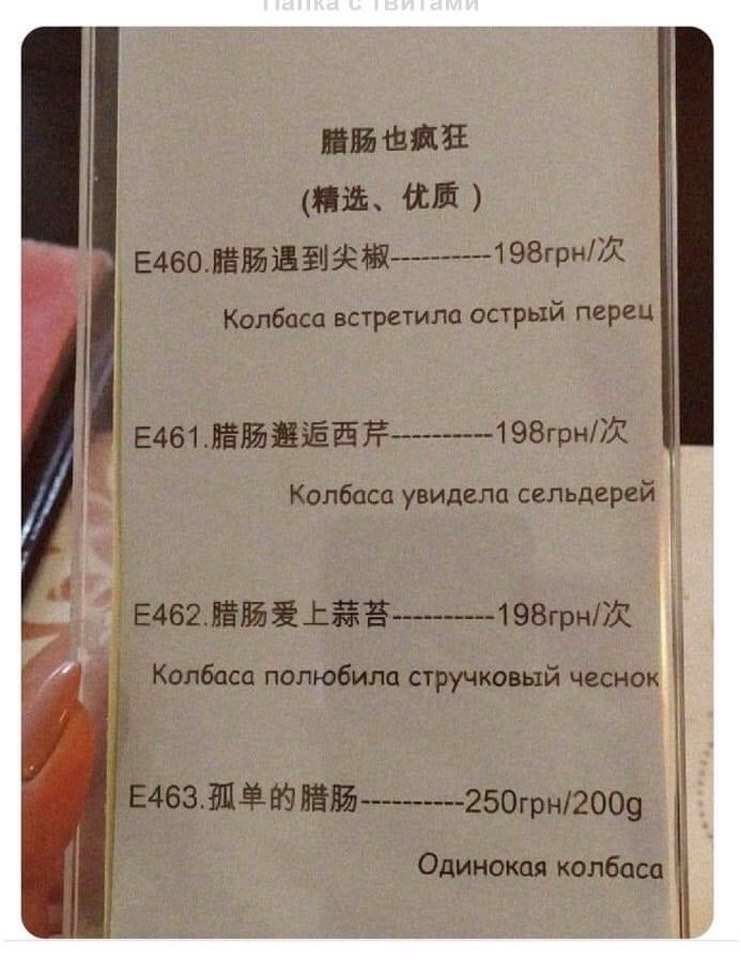 Папка с твитами
腊肠也疯狂
(精选、优质)
E460.腊肠遇到尖椒----------198грн/次
Колбаса встретила острый перец
E461.腊肠邂逅西芹----------198грн/次
Колбаса увидела сельдерей
E462.腊肠爱上蒜苔----------198грн/次
Колбаса полюбила стручковый чеснок
E463.孤单的腊肠----------250грн/200g
Одинокая колбаса